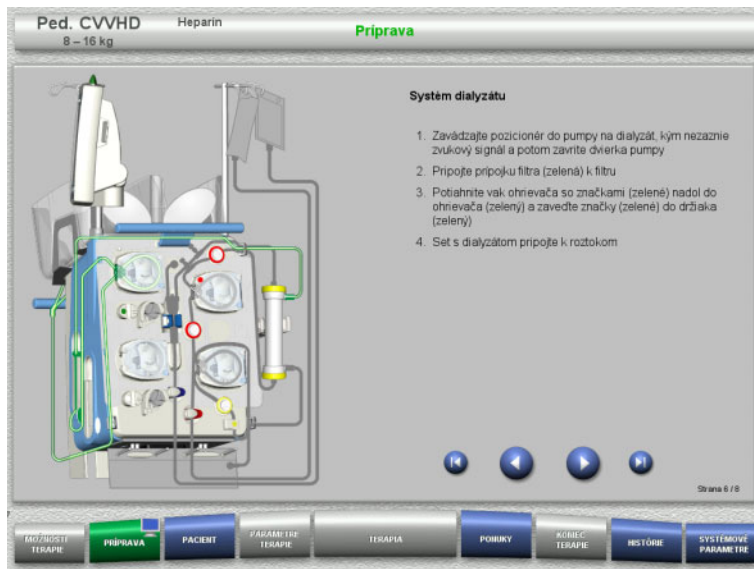 Ped. CVVHD
Heparin
8 – 16 kg
Príprava
Systém dialyzátu
1. Zavádzajte pozicionér do pumpy na dialyzát, kým nezaznie
zvukový signál a potom zavrite dvierka pumpy
2. Pripojte prípojku filtra (zelená) k filtru
3. Potiahnite vak ohrievača so značkami (zelené) nadol do
ohrievača (zelený) a zaveďte značky (zelené) do držiaka
(zelený)
4. Set s dialyzátom pripojte k roztokom
Strana 6 / 8
MOŽNOSTI
TERAPIE
PRÍPRAVA
PACIENT
PARAMETRE
TERAPIE
TERAPIA
PONUKY
KONIEC
TERAPIE
HISTÓRIE
SYSTÉMOVÉ
PARAMETRE